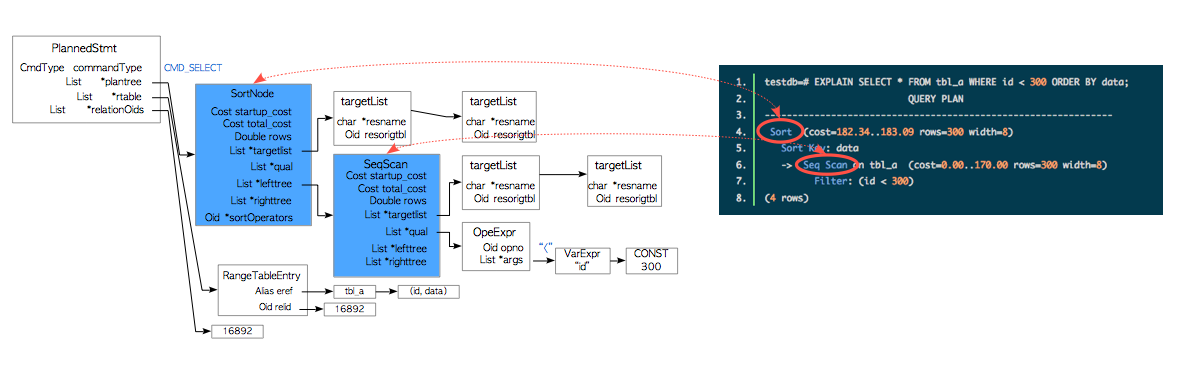 PlannedStmt
CmdType commandType
CMD_SELECT
List *plantree
List *rtable
List *relationOids
SortNode
Cost startup_cost
Cost total_cost
Double rows
List *targetlist
List *qual
List *lefttree
List *righttree
Oid *sortOperators
targetList
char *resname
Oid resorigtbl
targetList
char *resname
Oid resorigtbl
SeqScan
Cost startup_cost
Cost total_cost
Double rows
List *targetlist
List *qual
List *lefttree
List *righttree
targetList
char *resname
Oid resorigtbl
targetList
char *resname
Oid resorigtbl
OpeExpr
Oid opno
List *args
“<”
VarExpr
“id”
CONST
300
RangeTableEntry
Alias eref
Oid relid
tbl_a
(id, data)
16892
16892
1. testdb=# EXPLAIN SELECT * FROM tbl_a WHERE id < 300 ORDER BY data;
2. QUERY PLAN
3. ---------------------------------------------------------------
4. Sort (cost=182.34..183.09 rows=300 width=8)
5. Sort Key: data
6. -> Seq Scan on tbl_a (cost=0.00..170.00 rows=300 width=8)
7. Filter: (id < 300)
8. (4 rows)